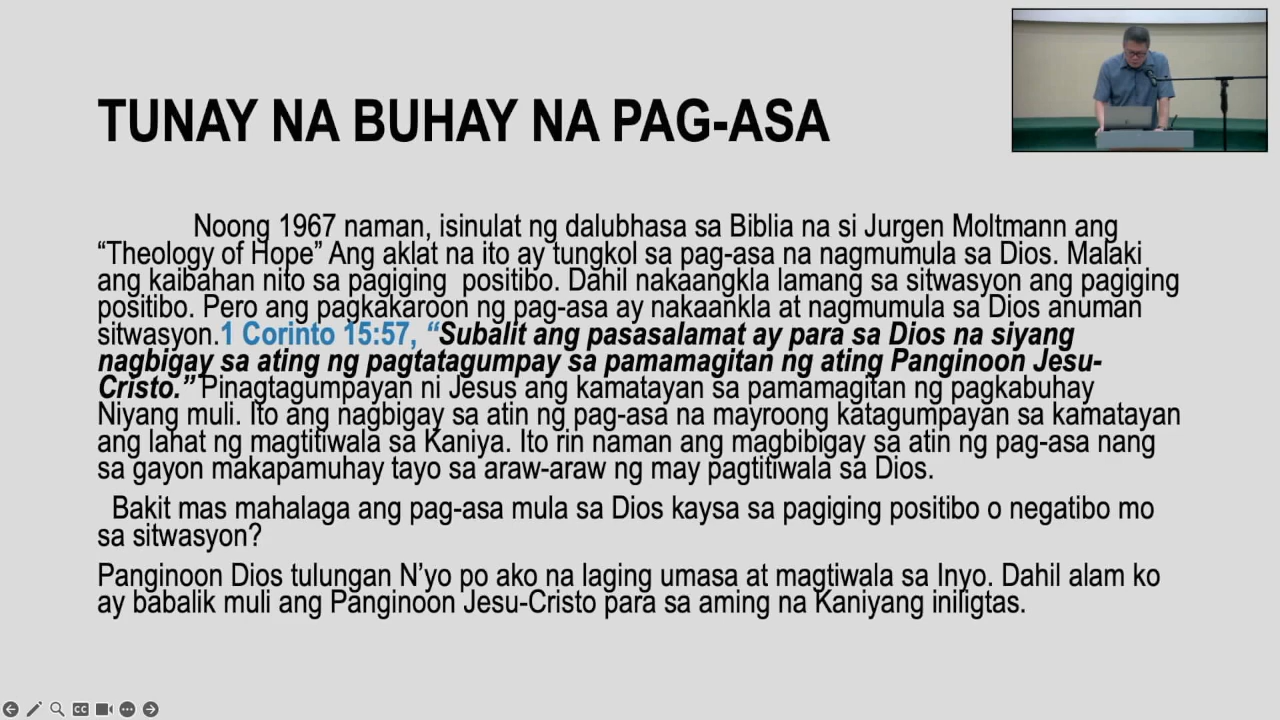 TUNAY NA BUHAY NA PAG-ASA
Noong 1967 naman, isinulat ng dalubhasa sa Biblia na si Jurgen Moltmann ang
“Theology of Hope” Ang aklat na ito ay tungkol sa pag-asa na nagmumula sa Dios. Malaki
ang kaibahan nito sa pagiging  positibo. Dahil nakaangkla lamang sa sitwasyon ang pagiging
positibo. Pero ang pagkakaroon ng pag-asa ay nakaankla at nagmumula sa Dios anuman
sitwasyon.1 Corinto 15:57, “Subalit ang pasasalamat ay para sa Dios na siyang
nagbigay sa ating ng pagtatagumpay sa pamamagitan ng ating Panginoon Jesu-
Cristo.” Pinagtagumpayan ni Jesus ang kamatayan sa pamamagitan ng pagkabuhay
Niyang muli. Ito ang nagbigay sa atin ng pag-asa na mayroong katagumpayan sa kamatayan
ang lahat ng magtitiwala sa Kaniya. Ito rin naman ang magbibigay sa atin ng pag-asa nang
sa gayon makapamuhay tayo sa araw-araw ng may pagtitiwala sa Dios.
Bakit mas mahalaga ang pag-asa mula sa Dios kaysa sa pagiging positibo o negatibo mo
sa sitwasyon?
Panginoon Dios tulungan N’yo po ako na laging umasa at magtiwala sa Inyo. Dahil alam ko
ay babalik muli ang Panginoon Jesu-Cristo para sa aming na Kaniyang iniligtas.
CC